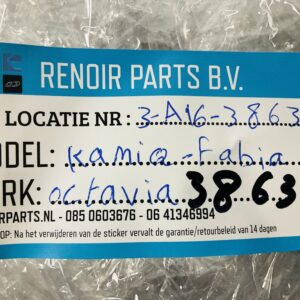 RENOIR PARTS B.V.
LOCATIE NR: 3-A16-3863
ODEL: Kamiq-Fabia
RK: octavia 3863
RPARTS.NL - 085 0603676 - 06 41346994
OP: Na het verwijderen van de sticker vervalt de garantie/retourbeleid van 14 dagen